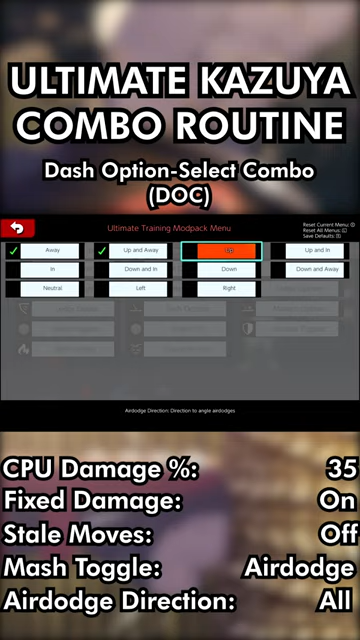 ULTIMATE KAZUYA
COMBO ROUTINE
Dash Option-Select Combo
(DOC)
Ultimate Training Modpack Menu
Reset Current Menu:
Reset All Menus:
Save Defaults:
Away
Up and Away
Up
Up and In
In
Down and In
Down
Down and Away
Neutral
Left
Right
Airdodge Direction: Direction to angle airdodges
CPU Damage %: 35
Fixed Damage: On
Stale Moves: Off
Mash Toggle: Airdodge
Airdodge Direction: All